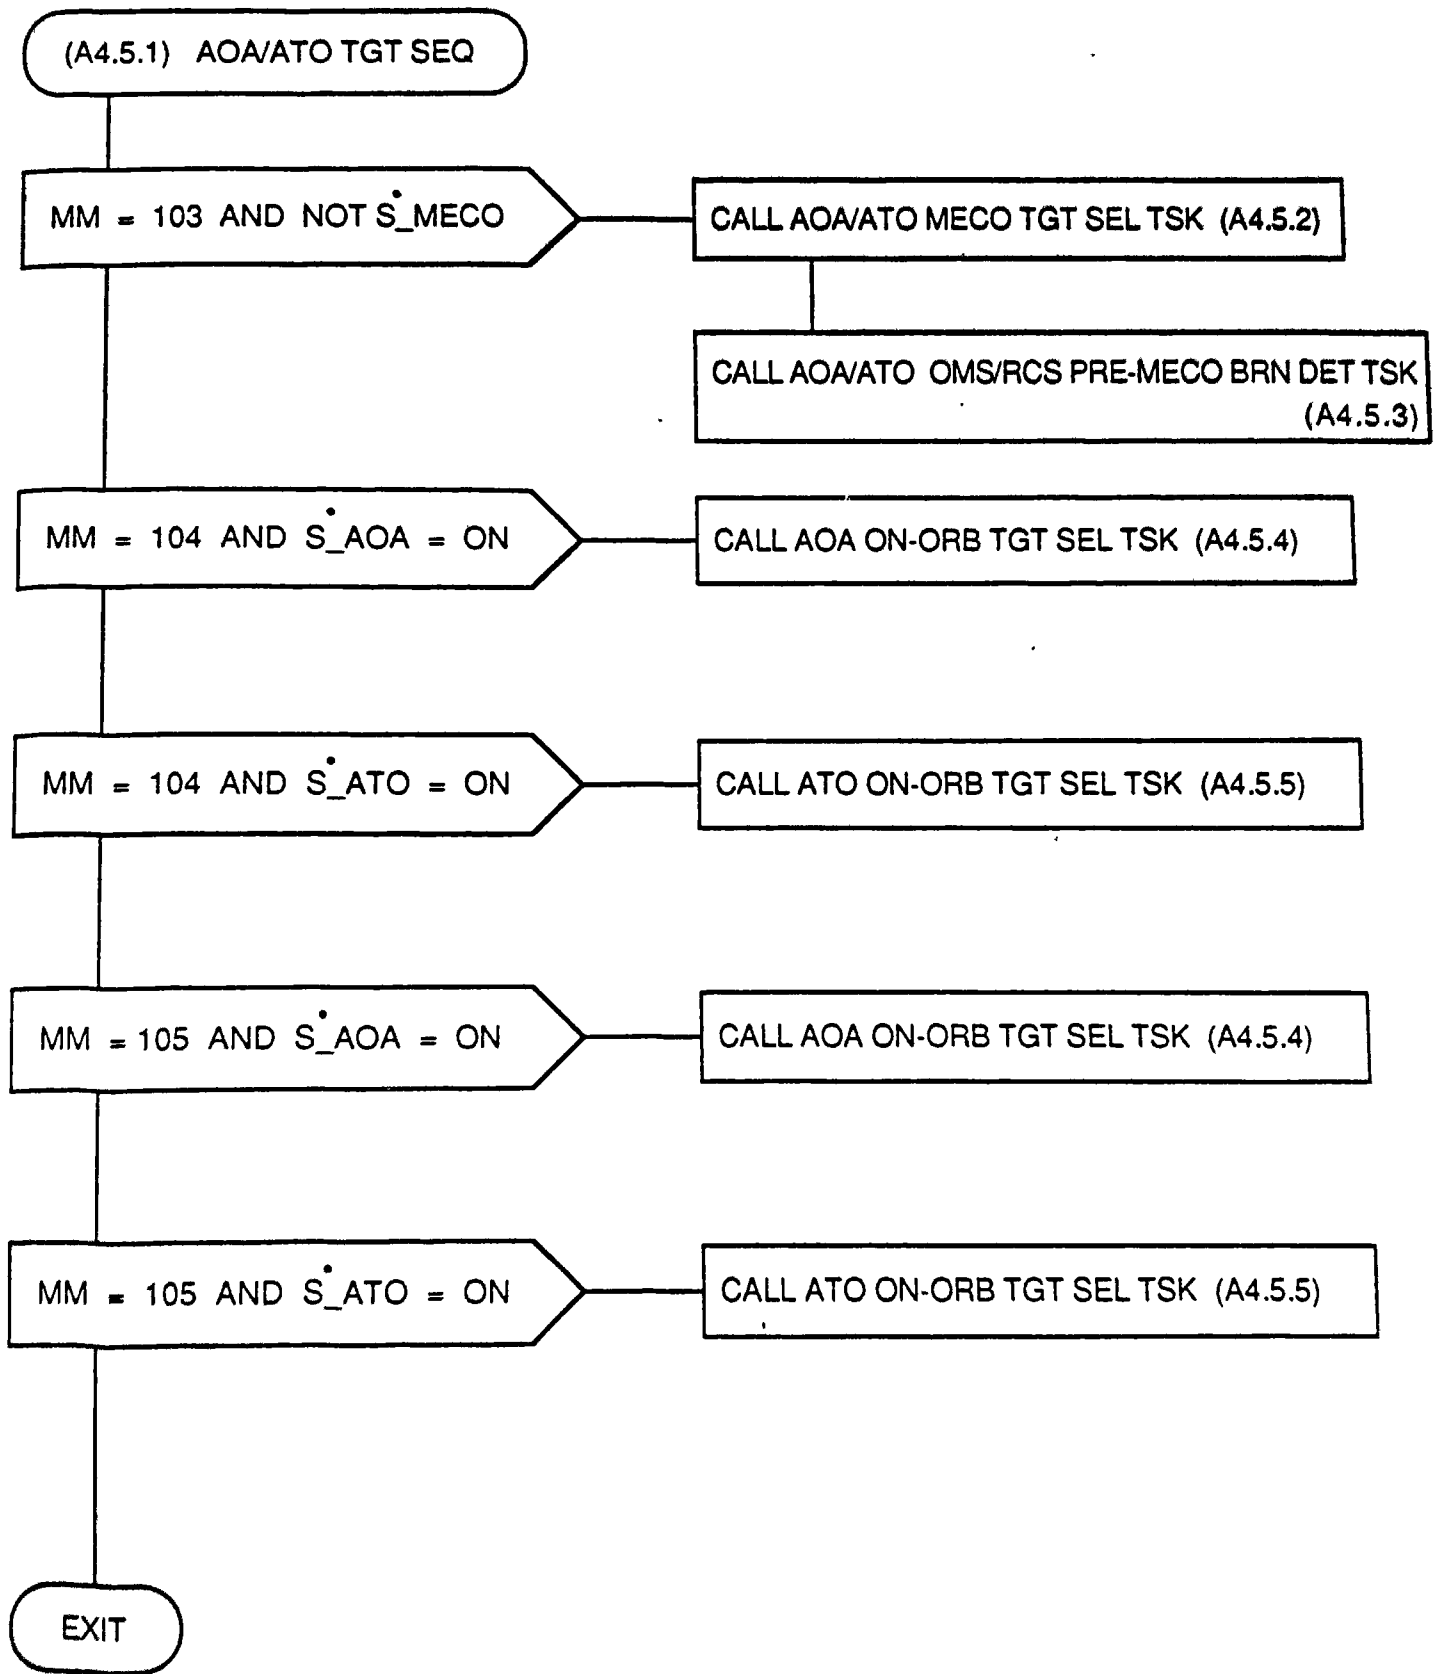 (A4.5.1) AOA/ATO TGT SEQ
MM = 103 AND NOT S_MECO
CALL AOA/ATO MECO TGT SEL TSK (A4.5.2)
CALL AOA/ATO OMS/RCS PRE-MECO BRN DET TSK
(A4.5.3)
MM = 104 AND S_AOA = ON
CALL AOA ON-ORB TGT SEL TSK (A4.5.4)
MM = 104 AND S_ATO = ON
CALL ATO ON-ORB TGT SEL TSK (A4.5.5)
MM = 105 AND S_AOA = ON
CALL AOA ON-ORB TGT SEL TSK (A4.5.4)
MM = 105 AND S_ATO = ON
CALL ATO ON-ORB TGT SEL TSK (A4.5.5)
EXIT